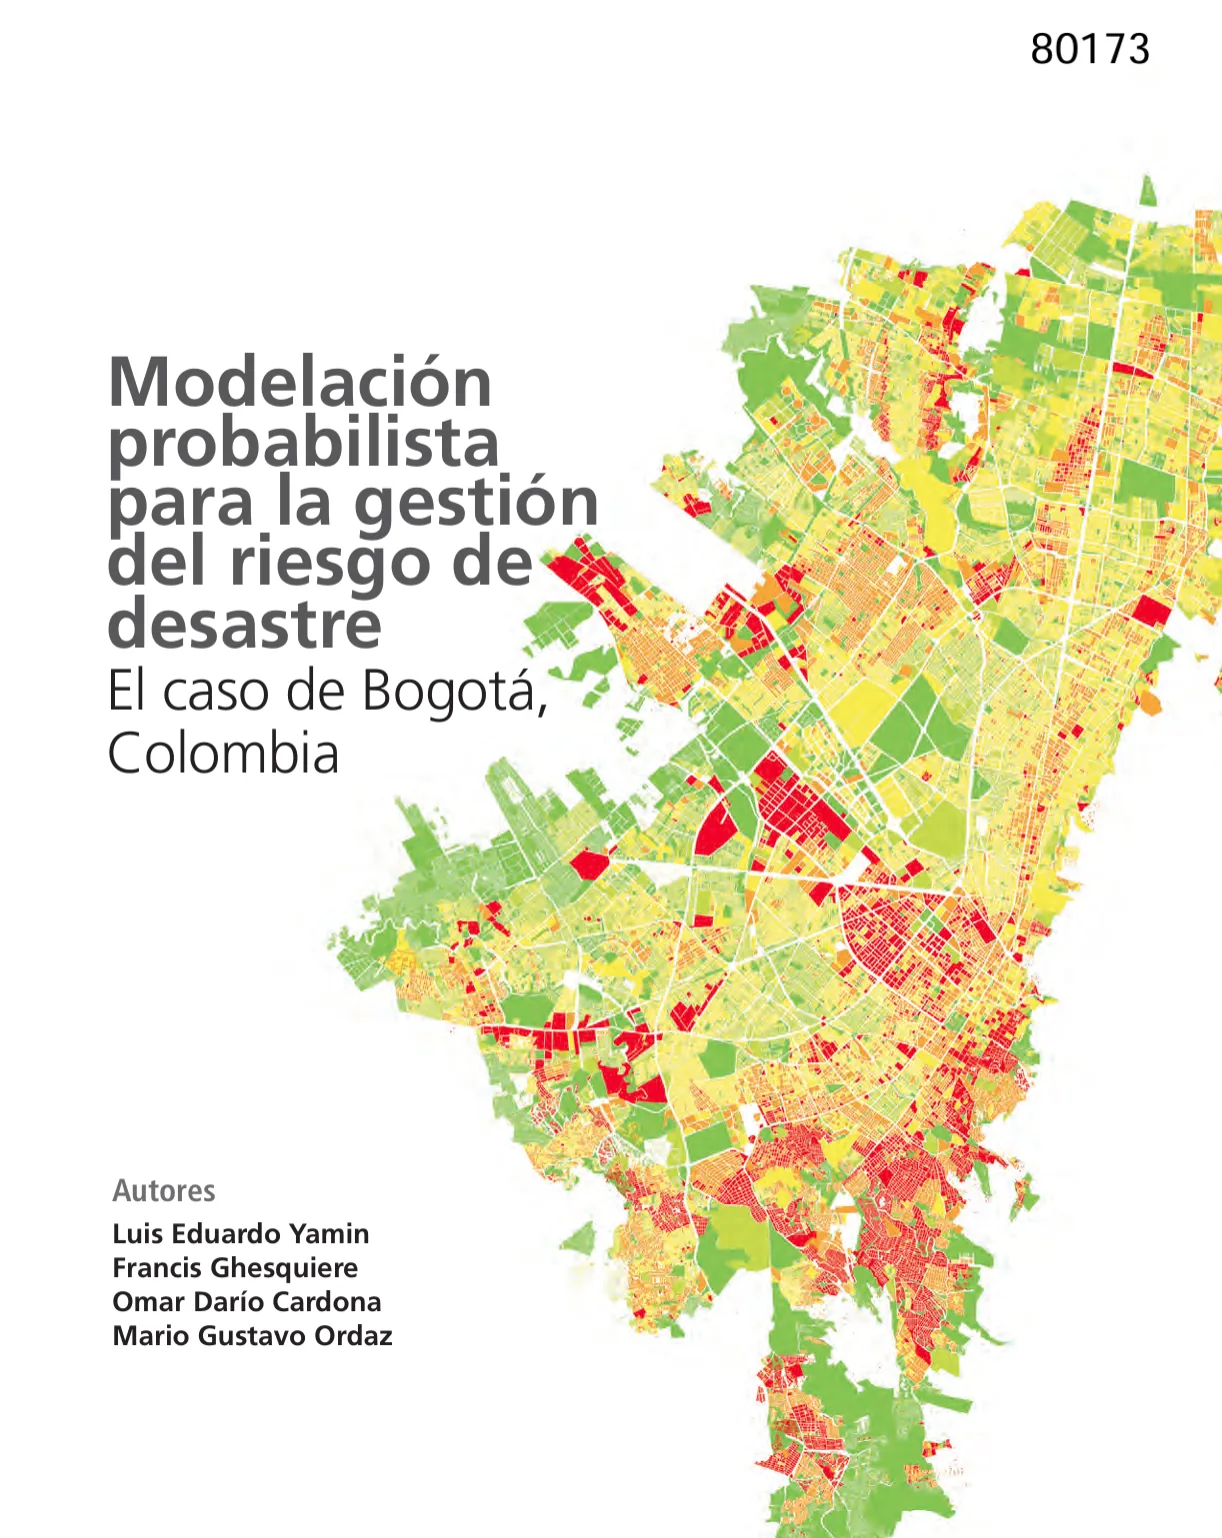 80173
Modelación
probabilista
para la gestión
del riesgo de
desastre
El caso de Bogotá,
Colombia
Autores
Luis Eduardo Yamin
Francis Ghesquiere
Omar Darío Cardona
Mario Gustavo Ordaz